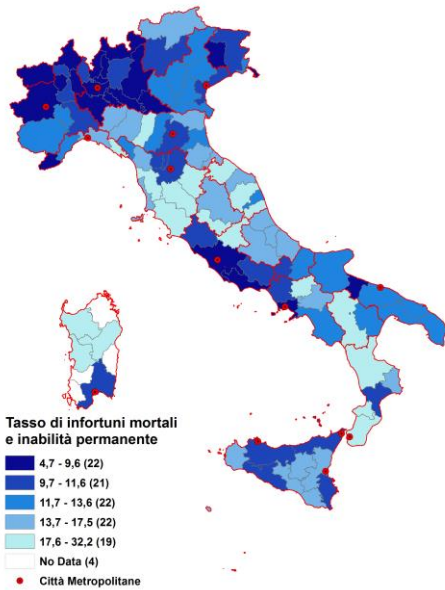 Tasso di infortuni mortali
e inabilità permanente
4,7 - 9,6 (22)
9,7 - 11,6 (21)
11,7 - 13,6 (22)
13,7 - 17,5 (22)
17,6 - 32,2 (19)
No Data (4)
Città Metropolitane